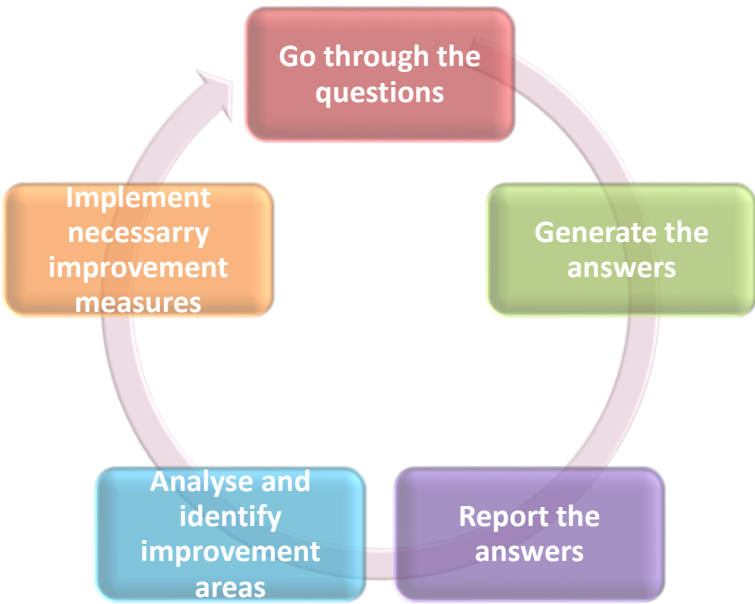 Go through the
questions
Generate the
answers
Report the
answers
Analyse and
identify
improvement
areas
Implement
necessarry
improvement
measures